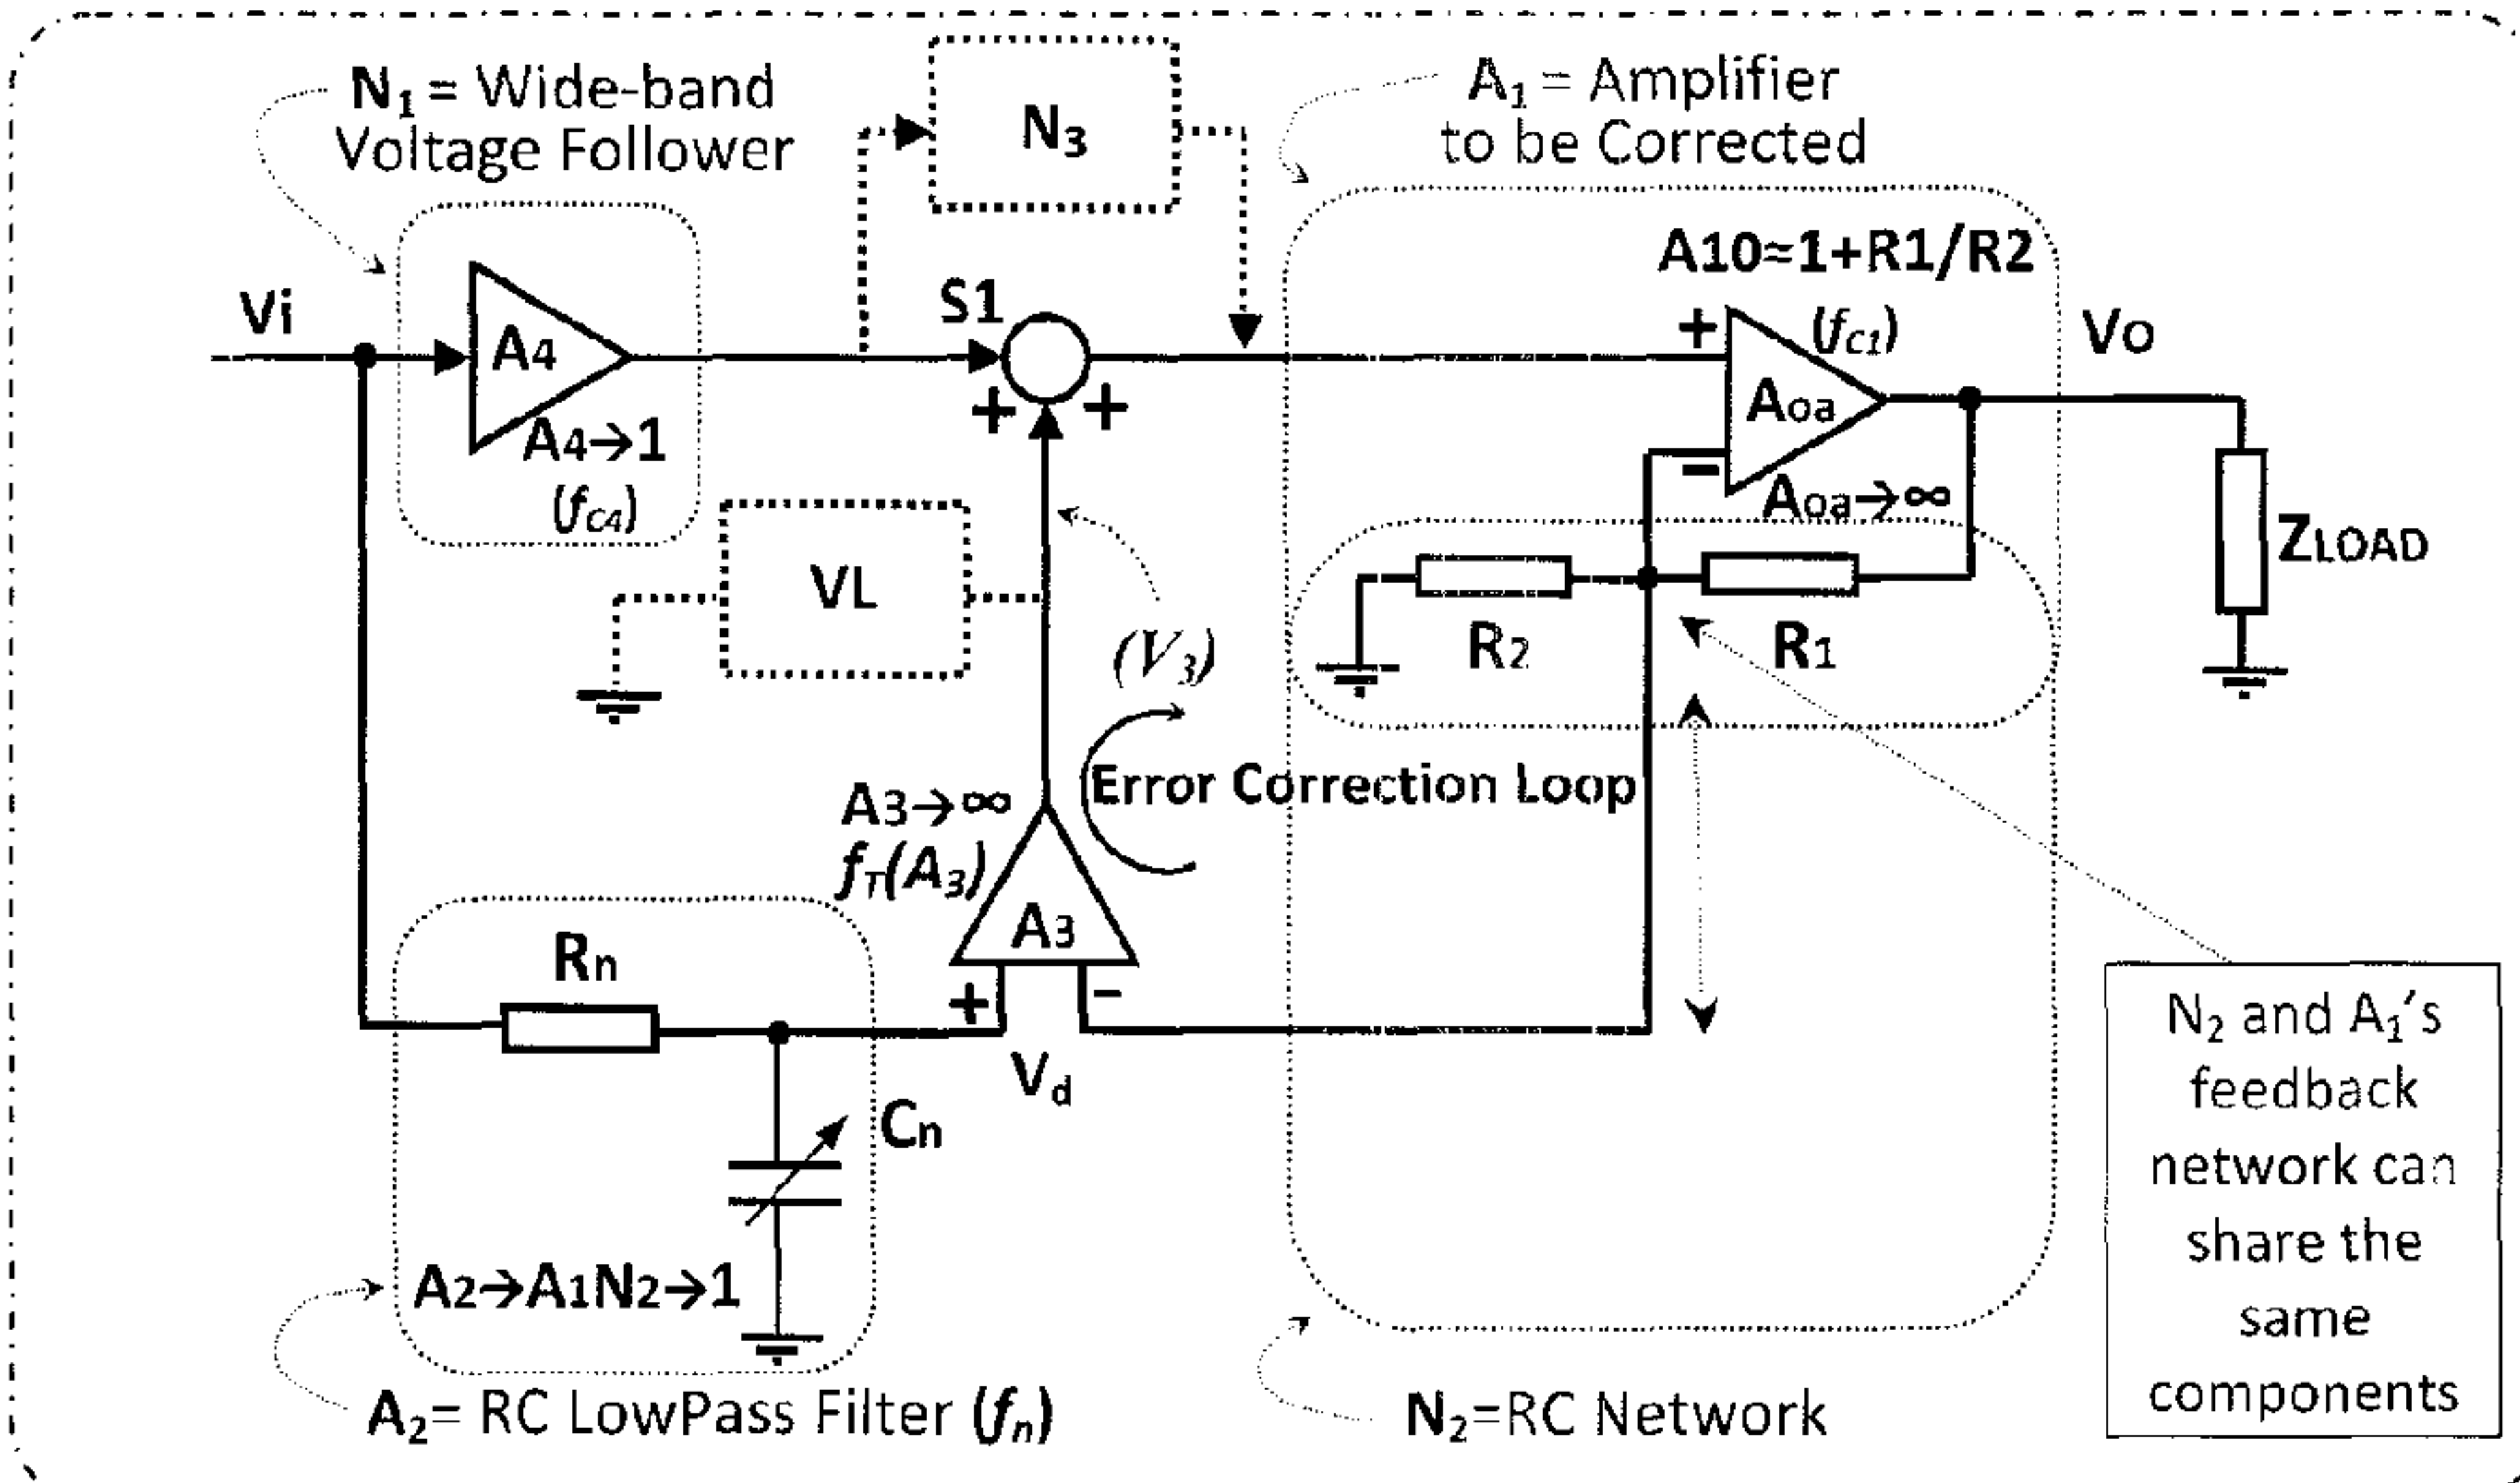 N₁ = Wide-band
Voltage Follower
N₃
A₁ = Amplifier
to be Corrected
A10≈1+R1/R2
(fC1)
Vi
A4
A4→1
(fC4)
S1
+
+
+
−
Aoa
Aoa→∞
Vo
ZLOAD
VL
R2
R1
(V₃)
Error Correction Loop
A3→∞
fT(A₃)
A3
+
-
Vd
Rn
Cn
A2→A1N2→1
A₂= RC LowPass Filter (fn)
N₂=RC Network
N₂ and A₁’s
feedback
network can
share the
same
components